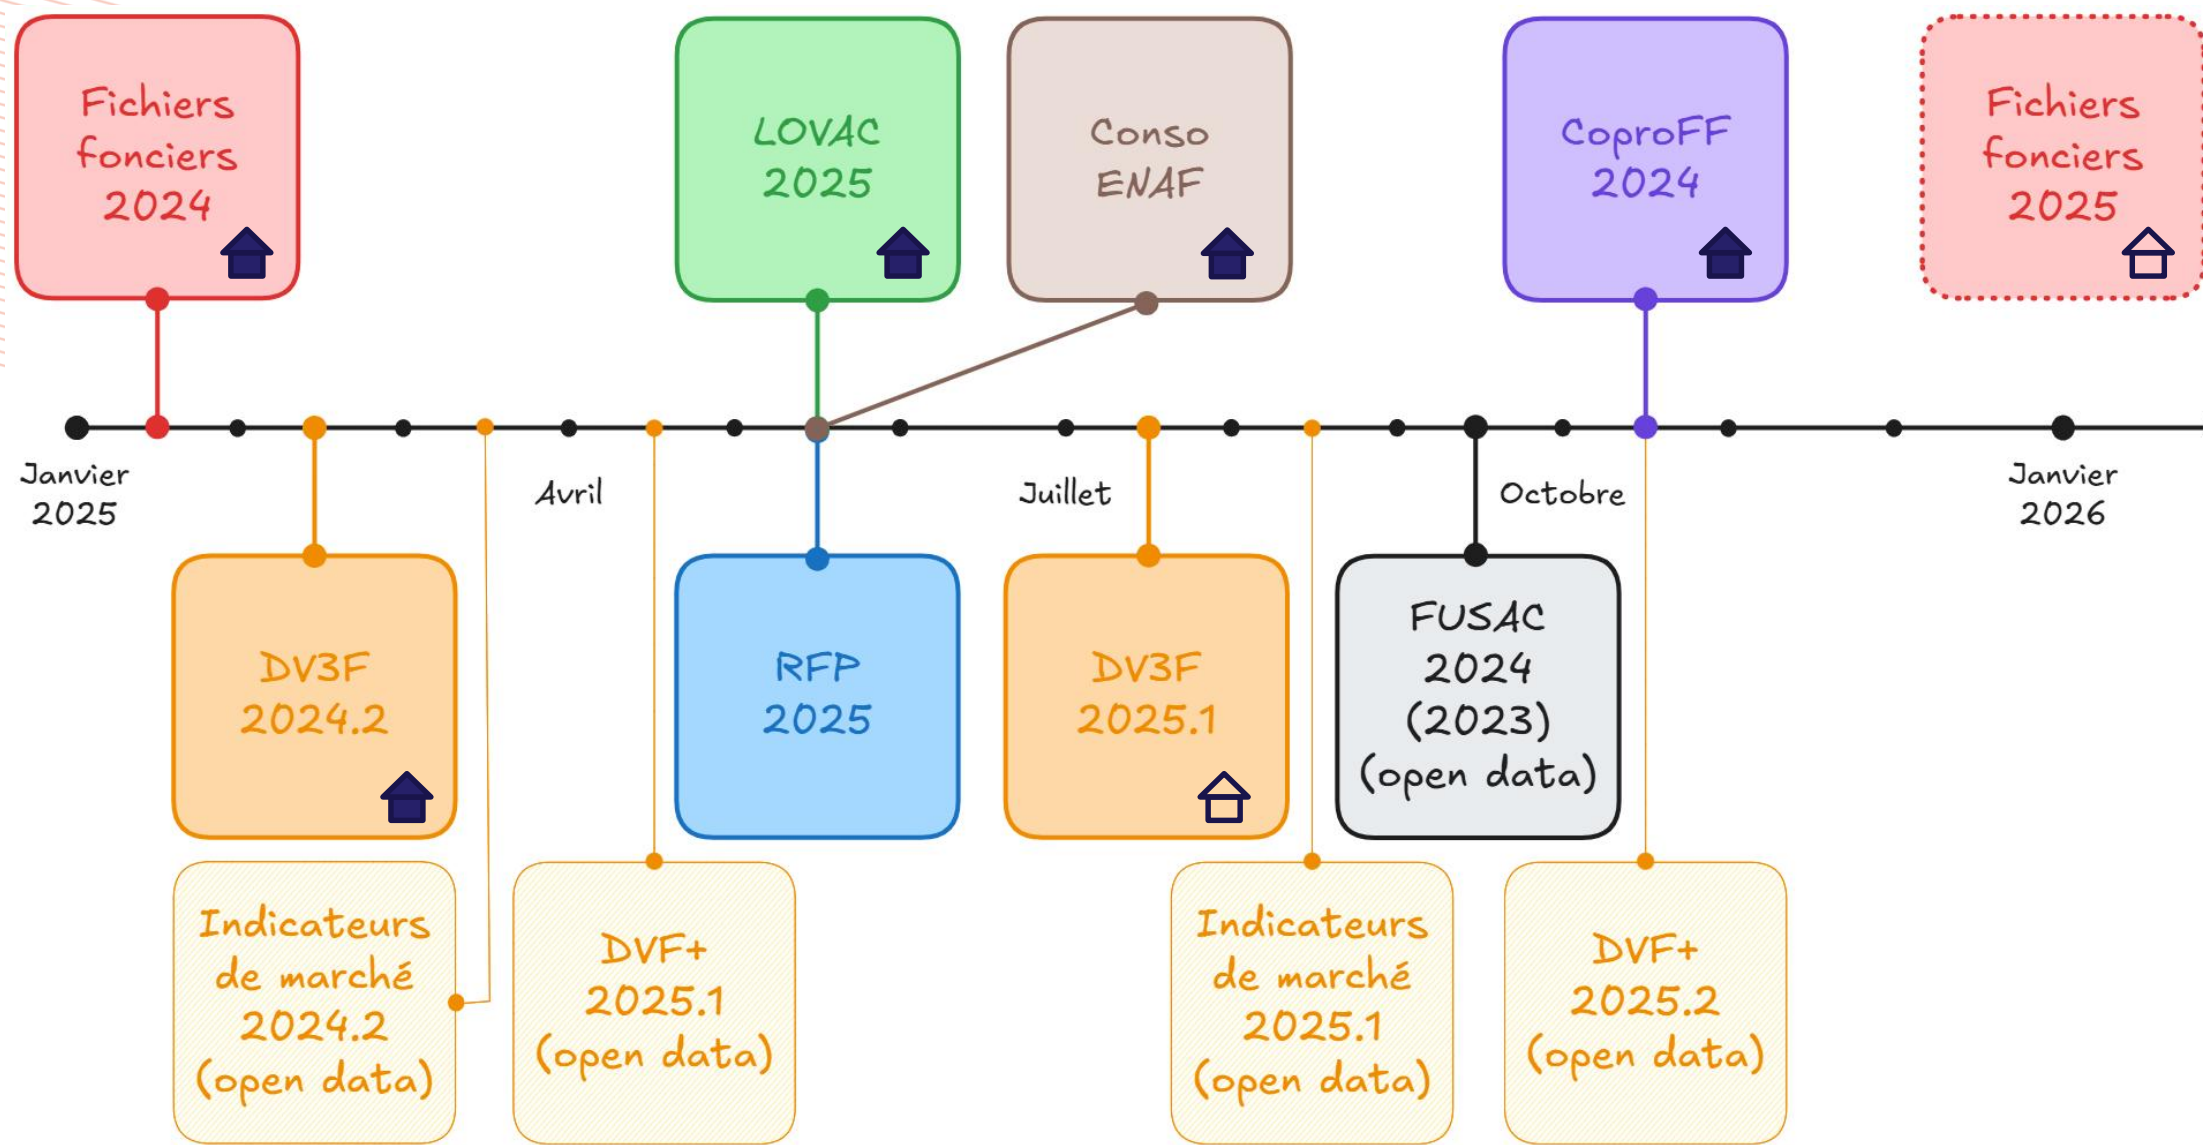 Fichiers
fonciers
2024
LOVAC
2025
Conso
ENAF
CoproFF
2024
Fichiers
fonciers
2025
Janvier
2025
Avril
Juillet
Octobre
Janvier
2026
DV3F
2024.2
RFP
2025
DV3F
2025.1
FUSAC
2024
(2023)
(open data)
Indicateurs
de marché
2024.2
(open data)
DVF+
2025.1
(open data)
Indicateurs
de marché
2025.1
(open data)
DVF+
2025.2
(open data)